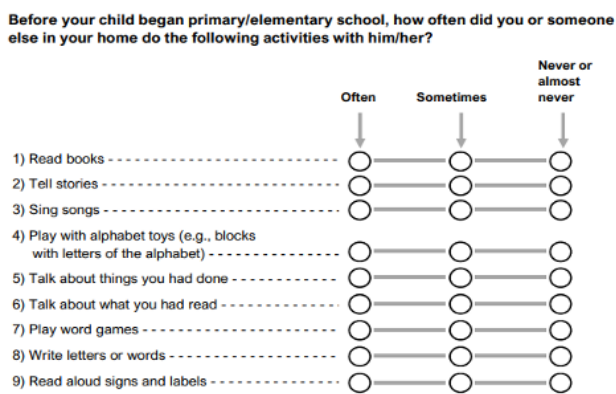 Before your child began primary/elementary school, how often did you or someone
else in your home do the following activities with him/her?
Never or
almost
never
Often Sometimes
1) Read books
2) Tell stories
3) Sing songs
4) Play with alphabet toys (e.g., blocks
with letters of the alphabet)
5) Talk about things you had done
6) Talk about what you had read
7) Play word games
8) Write letters or words
9) Read aloud signs and labels